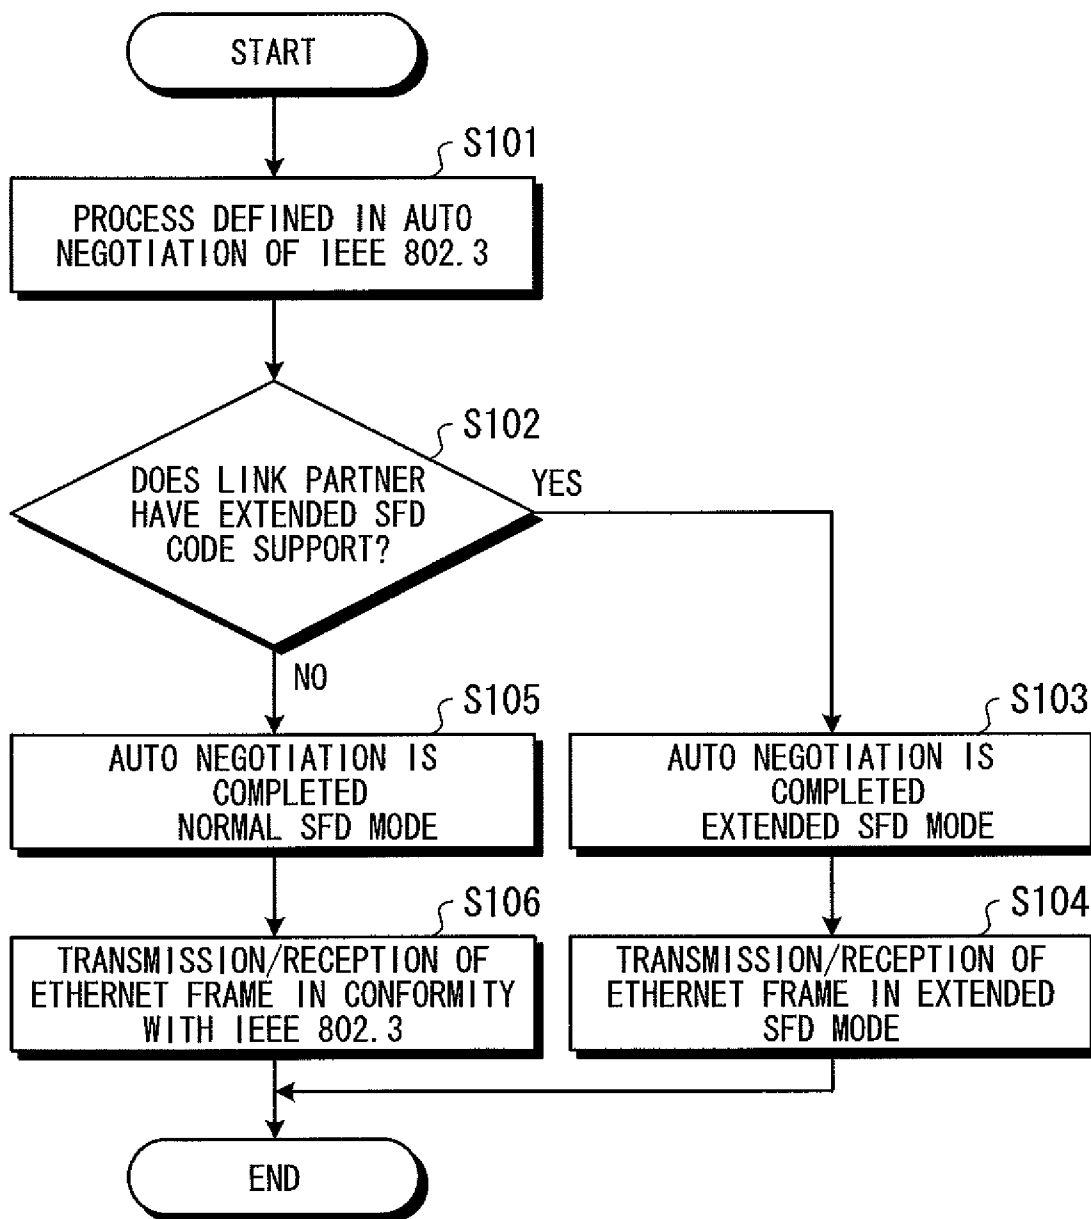 START
S101
PROCESS DEFINED IN AUTO
NEGOTIATION OF IEEE 802.3
S102
DOES LINK PARTNER
HAVE EXTENDED SFD
CODE SUPPORT?
YES
NO
S105
AUTO NEGOTIATION IS
COMPLETED
NORMAL SFD MODE
S103
AUTO NEGOTIATION IS
COMPLETED
EXTENDED SFD MODE
S106
TRANSMISSION/RECEPTION OF
ETHERNET FRAME IN CONFORMITY
WITH IEEE 802.3
S104
TRANSMISSION/RECEPTION OF
ETHERNET FRAME IN EXTENDED
SFD MODE
END